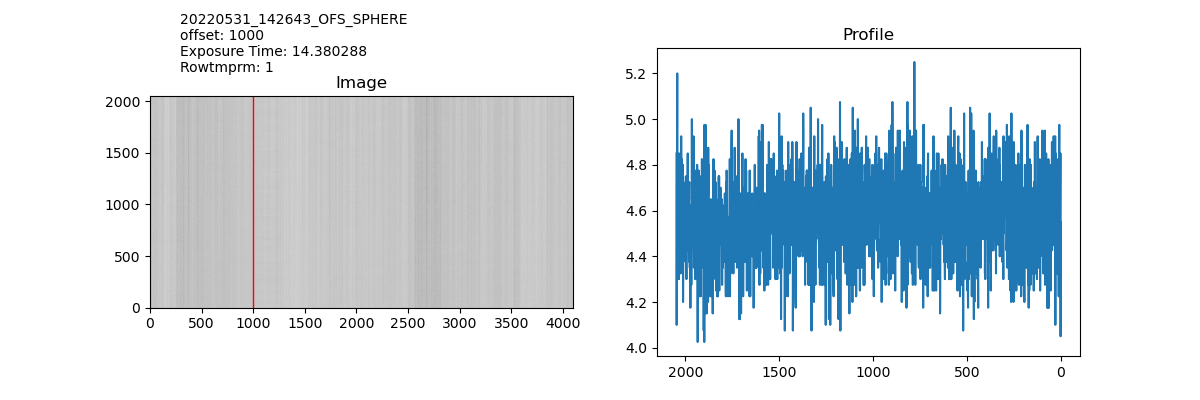 20220531_142643_OFS_SPHERE
offset: 1000
Exposure Time: 14.380288
Rowtmprm: 1
Image
2000
1500
1000
500
0
0 500 1000 1500 2000 2500 3000 3500 4000
Profile
5.2
5.0
4.8
4.6
4.4
4.2
4.0
2000 1500 1000 500 0